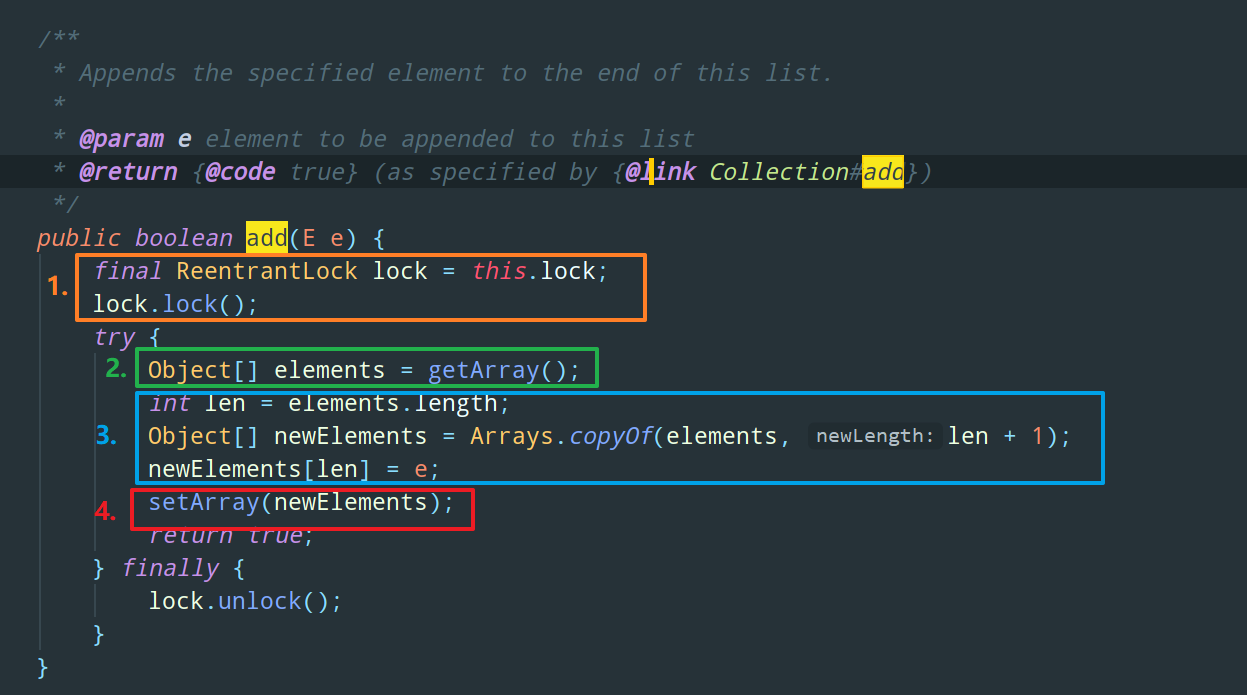 /**
* Appends the specified element to the end of this list.
*
* @param e element to be appended to this list
* @return {@code true} (as specified by {@link Collection#add})
*/
public boolean add(E e) {
1. final ReentrantLock lock = this.lock;
lock.lock();
try {
2. Object[] elements = getArray();
int len = elements.length;
3. Object[] newElements = Arrays.copyOf(elements, newLength: len + 1);
newElements[len] = e;
4. setArray(newElements);
return true;
} finally {
lock.unlock();
}
}